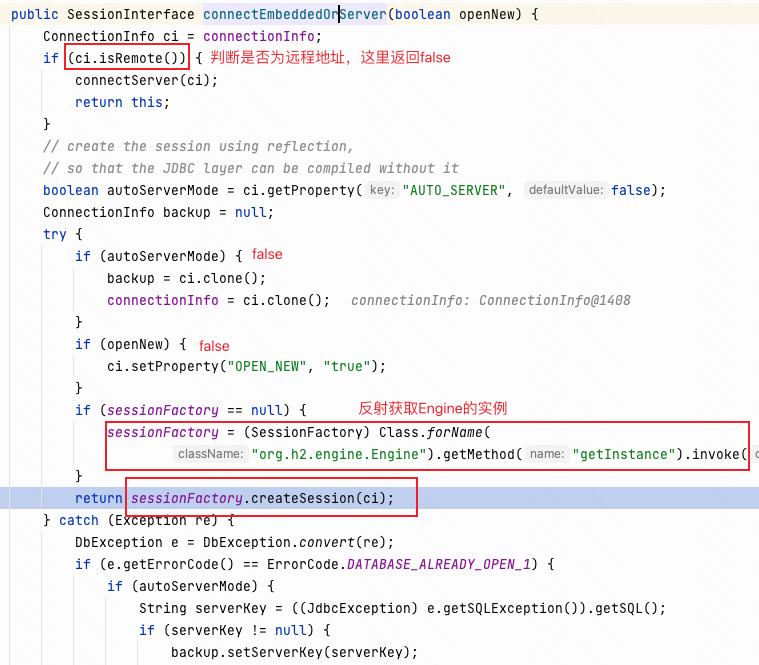 public SessionInterface connectEmbeddedOrServer(boolean openNew) {
ConnectionInfo ci = connectionInfo;
if (ci.isRemote()) { 判断是否为远程地址，这里返回false
connectServer(ci);
return this;
}
// create the session using reflection,
// so that the JDBC layer can be compiled without it
boolean autoServerMode = ci.getProperty( key: "AUTO_SERVER", defaultValue: false);
ConnectionInfo backup = null;
try {
if (autoServerMode) { false
backup = ci.clone();
connectionInfo = ci.clone(); connectionInfo: ConnectionInfo@1408
}
if (openNew) { false
ci.setProperty("OPEN_NEW", "true");
}
if (sessionFactory == null) { 反射获取Engine的实例
sessionFactory = (SessionFactory) Class.forName(
className: "org.h2.engine.Engine").getMethod( name: "getInstance").invoke(
}
return sessionFactory.createSession(ci);
} catch (Exception re) {
DbException e = DbException.convert(re);
if (e.getErrorCode() == ErrorCode.DATABASE_ALREADY_OPEN_1) {
if (autoServerMode) {
String serverKey = ((JdbcException) e.getSQLException()).getSQL();
if (serverKey != null) {
backup.setServerKey(serverKey);